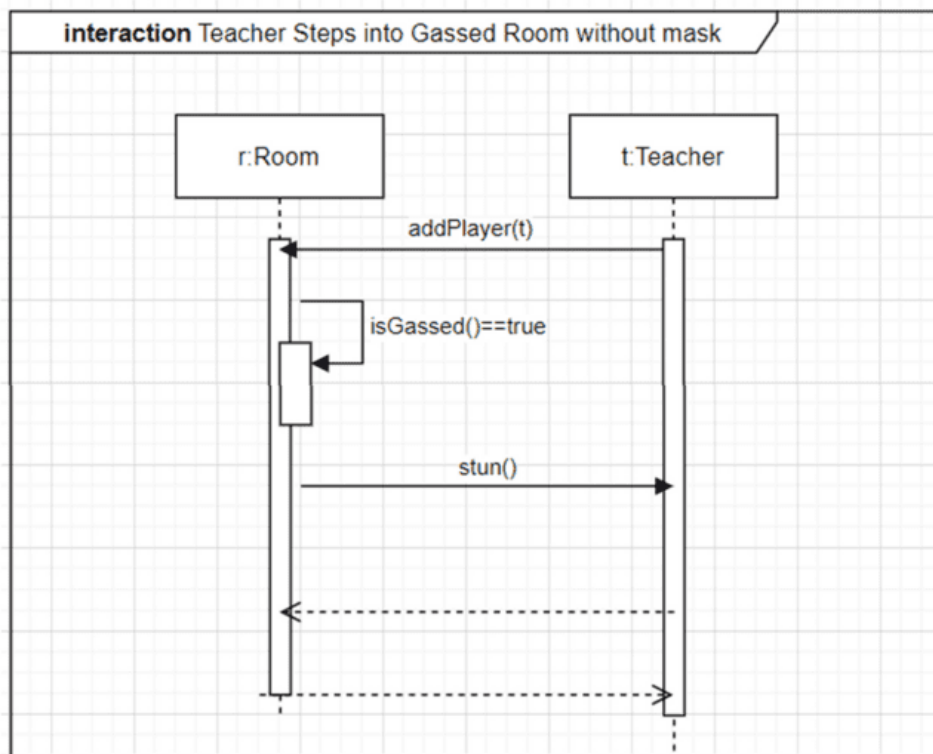 interaction Teacher Steps into Gassed Room without mask
r:Room
t:Teacher
addPlayer(t)
isGassed()==true
stun()